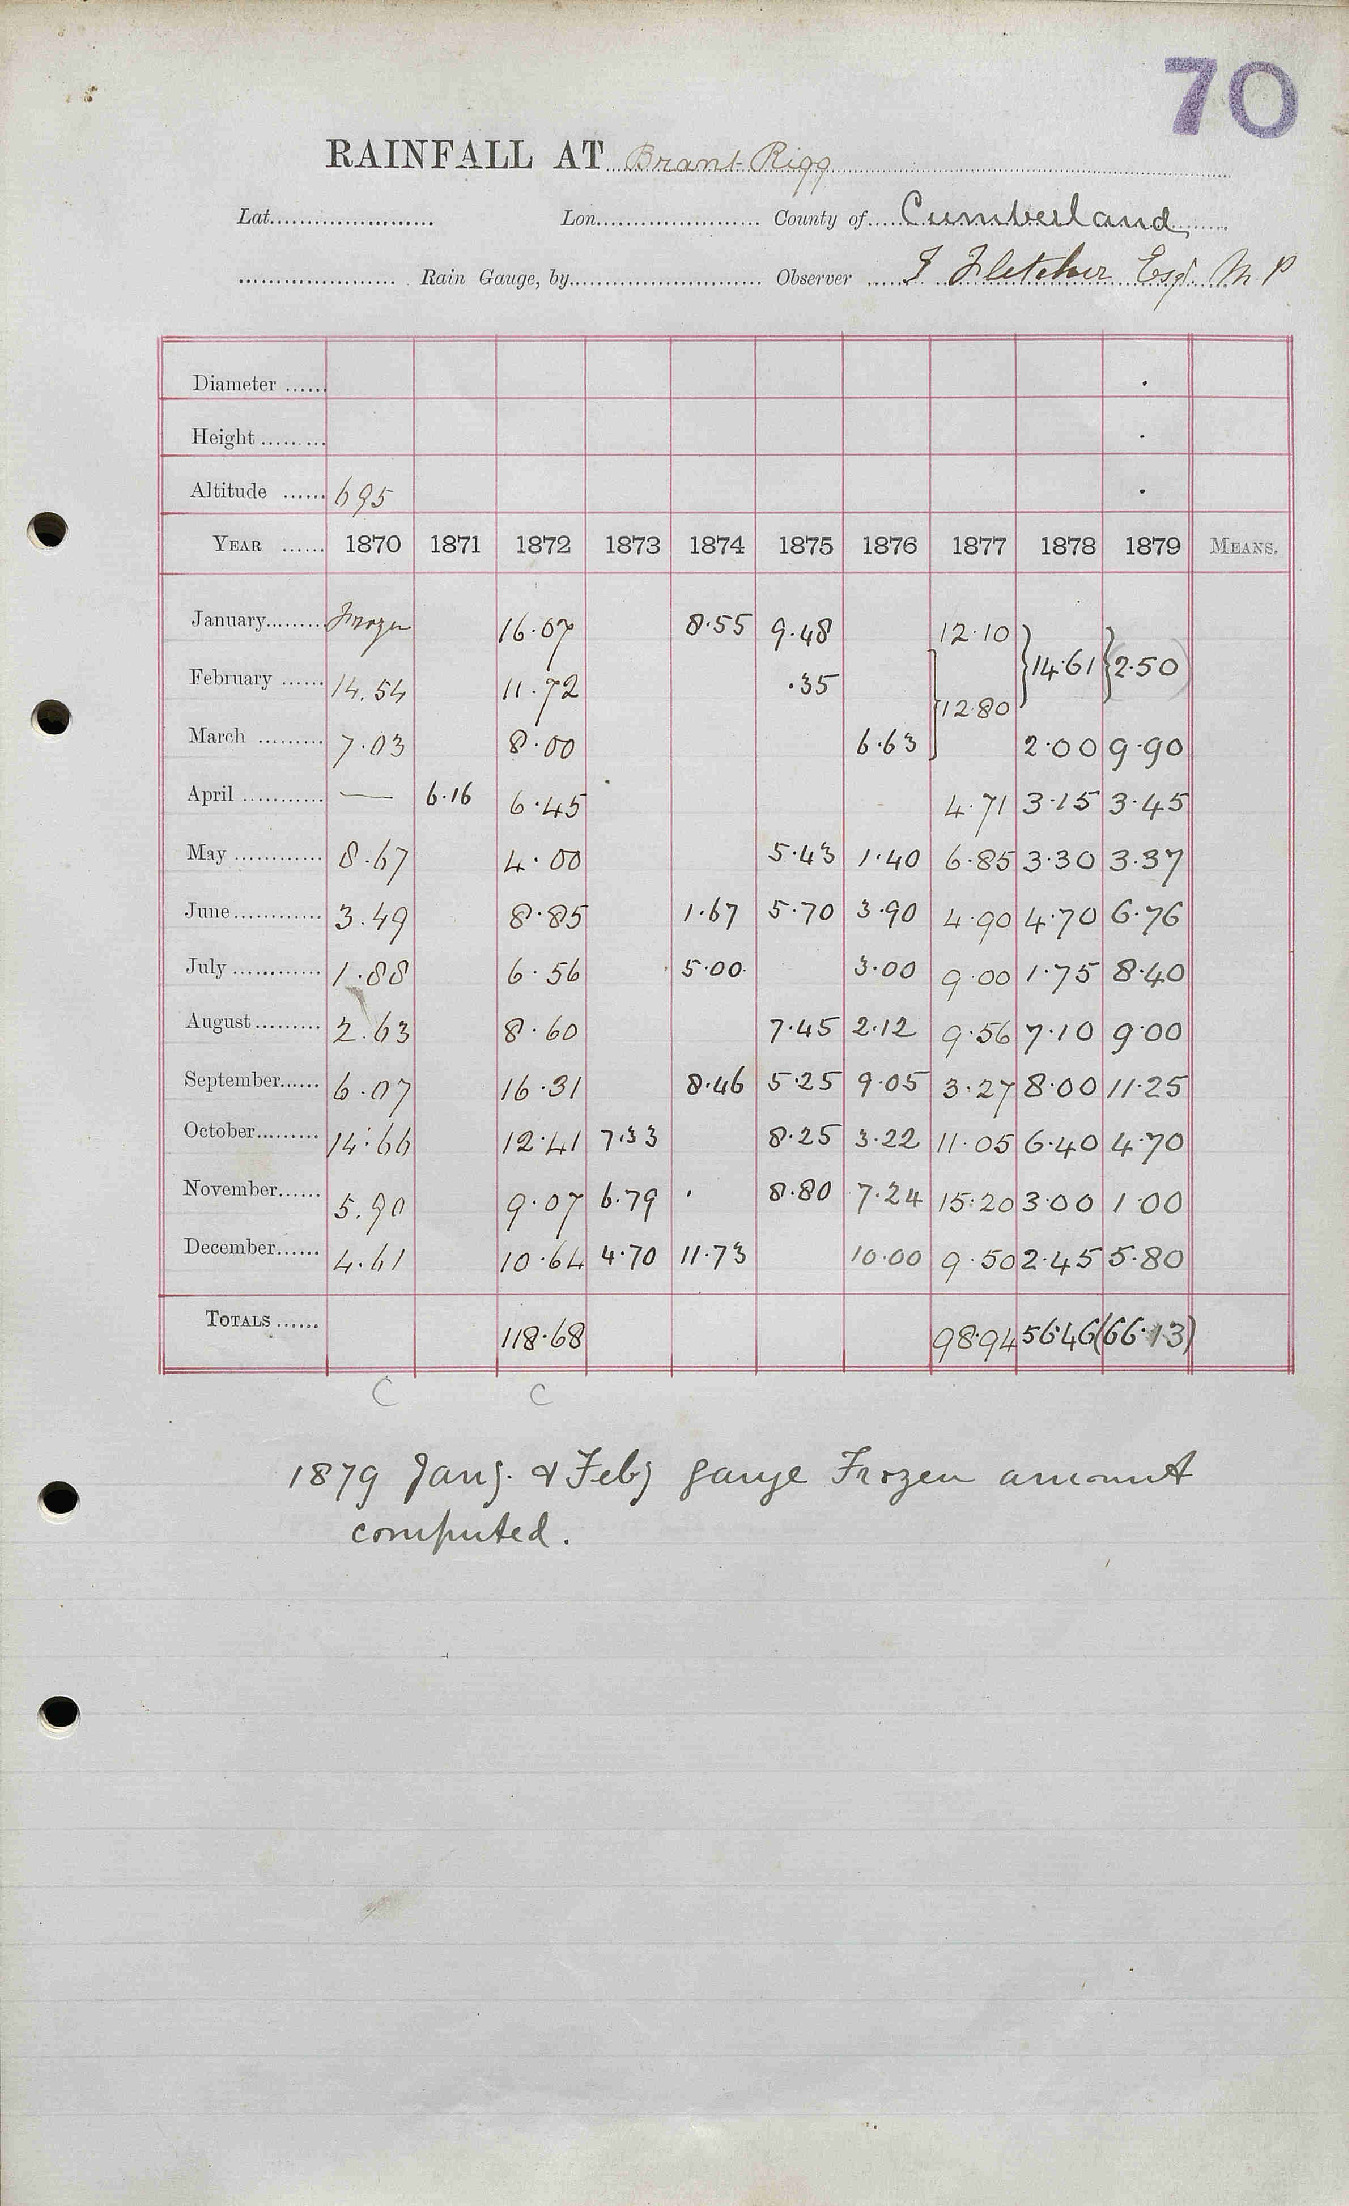 70
RAINFALL AT Brant Rigg
Lat. Lon. County of Cumberland
Rain Gauge, by Observer I Fletcher Esqr. M P
Diameter
Height
Altitude 695
YEAR 1870 1871 1872 1873 1874 1875 1876 1877 1878 1879 MEANS.
January Frozen 16.07 8.55 9.48 12.10 } 14.61 } (2.50)
February 14.54 11.72 .35 } 12.80
March 7.03 8.00 6.63 2.00 9.90
April — 6.16 6.45 4.71 3.15 3.45
May 8.67 4.00 5.43 1.40 6.85 3.30 3.37
June 3.49 8.85 1.67 5.70 3.90 4.90 4.70 6.76
July 1.88 6.56 5.00 3.00 9.00 1.75 8.40
August 2.63 8.60 7.45 2.12 9.56 7.10 9.00
September 6.07 16.31 8.46 5.25 9.05 3.27 8.00 11.25
October 14.66 12.41 7.33 8.25 3.22 11.05 6.40 4.70
November 5.90 9.07 6.79 8.80 7.24 15.20 3.00 1.00
December 4.61 10.64 4.70 11.73 10.00 9.50 2.45 5.80
TOTALS 118.68 98.94 56.46 (66.13)
C C
1879 Jany. & Feby gauge Frozen amount
computed.